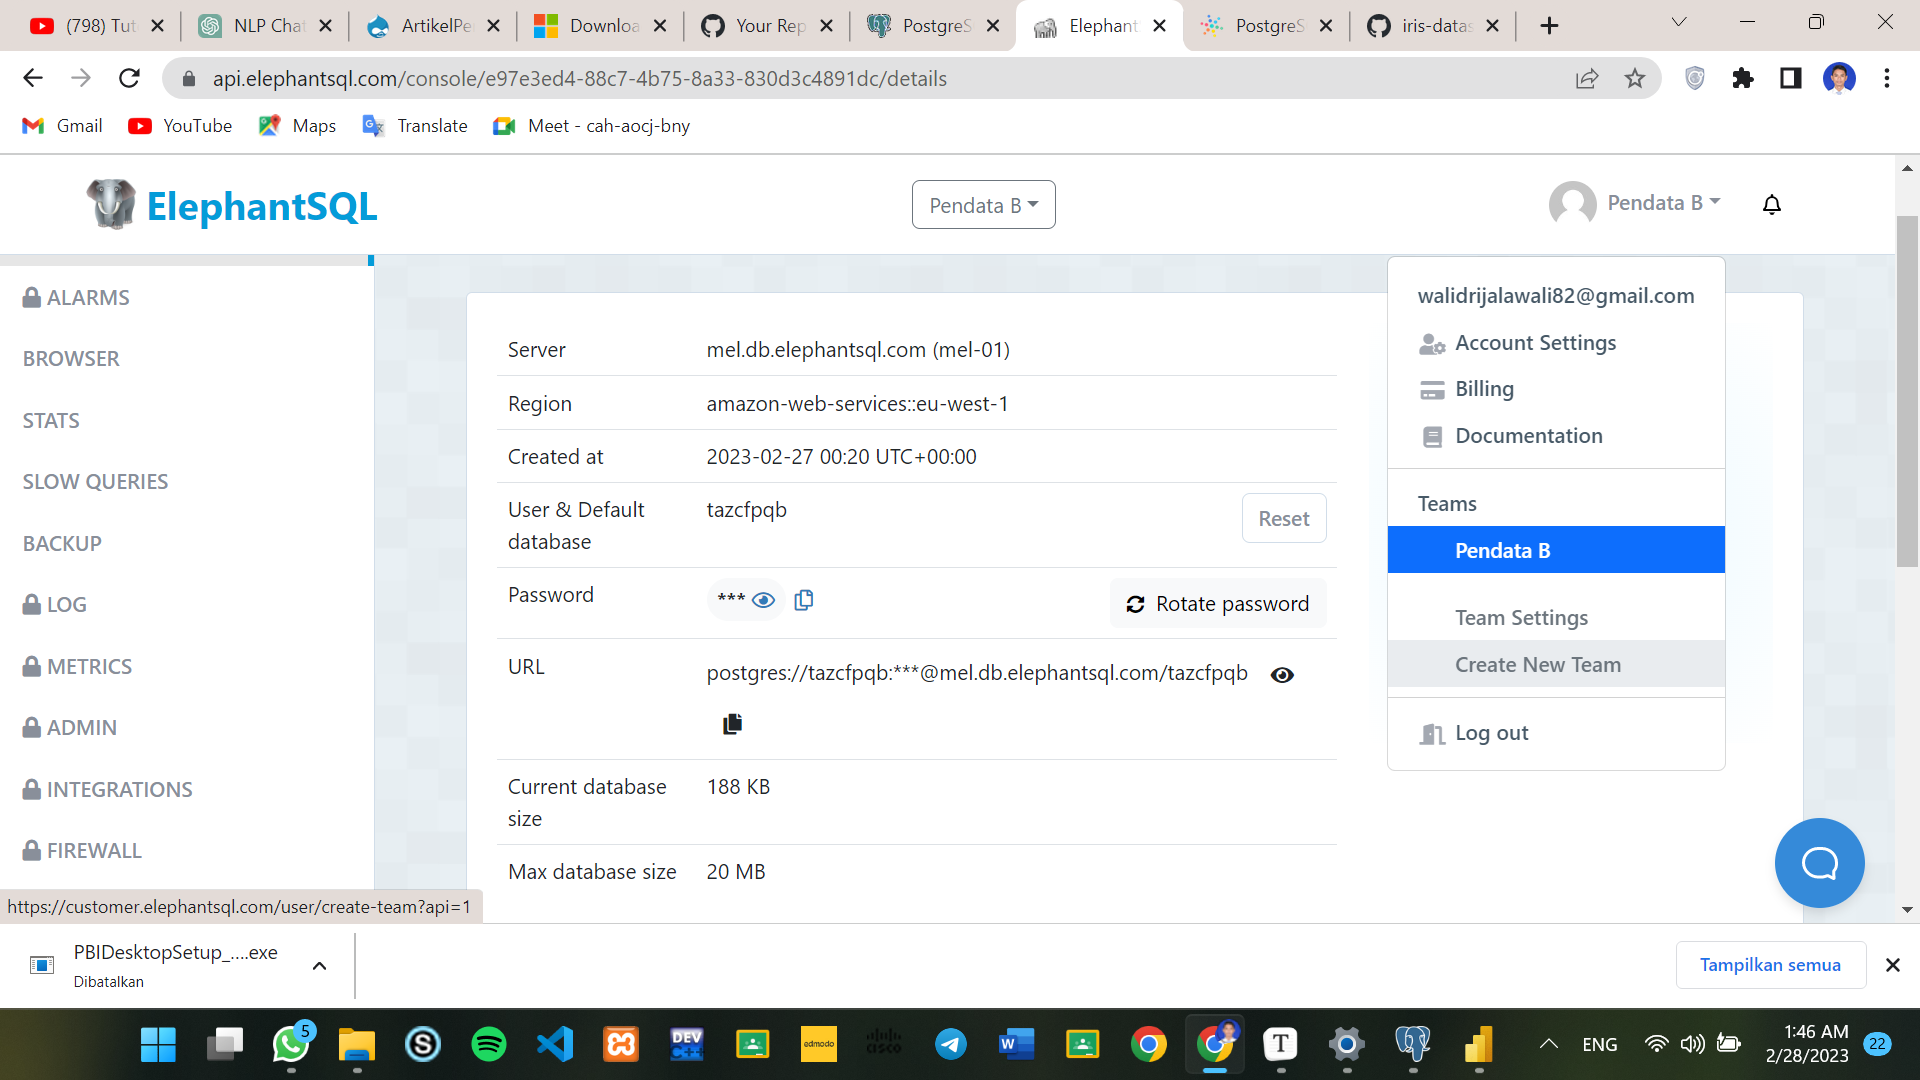 (798) Tut
NLP Chat
ArtikelPe
Downloa
Your Rep
PostgreS
Elephant
PostgreS
iris-datas
api.elephantsql.com/console/e97e3ed4-88c7-4b75-8a33-830d3c4891dc/details
Gmail
YouTube
Maps
Translate
Meet - cah-aocj-bny
ElephantSQL
Pendata B
Pendata B
ALARMS
BROWSER
STATS
SLOW QUERIES
BACKUP
LOG
METRICS
ADMIN
INTEGRATIONS
FIREWALL
Server
mel.db.elephantsql.com (mel-01)
Region
amazon-web-services::eu-west-1
Created at
2023-02-27 00:20 UTC+00:00
User & Default
database
tazcfpqb
Reset
Password
***
Rotate password
URL
postgres://tazcfpqb:***@mel.db.elephantsql.com/tazcfpqb
Current database
size
188 KB
Max database size
20 MB
walidrijalawali82@gmail.com
Account Settings
Billing
Documentation
Teams
Pendata B
Team Settings
Create New Team
Log out
https://customer.elephantsql.com/user/create-team?api=1
PBIDesktopSetup_....exe
Dibatalkan
Tampilkan semua
5
DEV
C++
edmodo
cisco
W
T
ENG
1:46 AM
2/28/2023
22